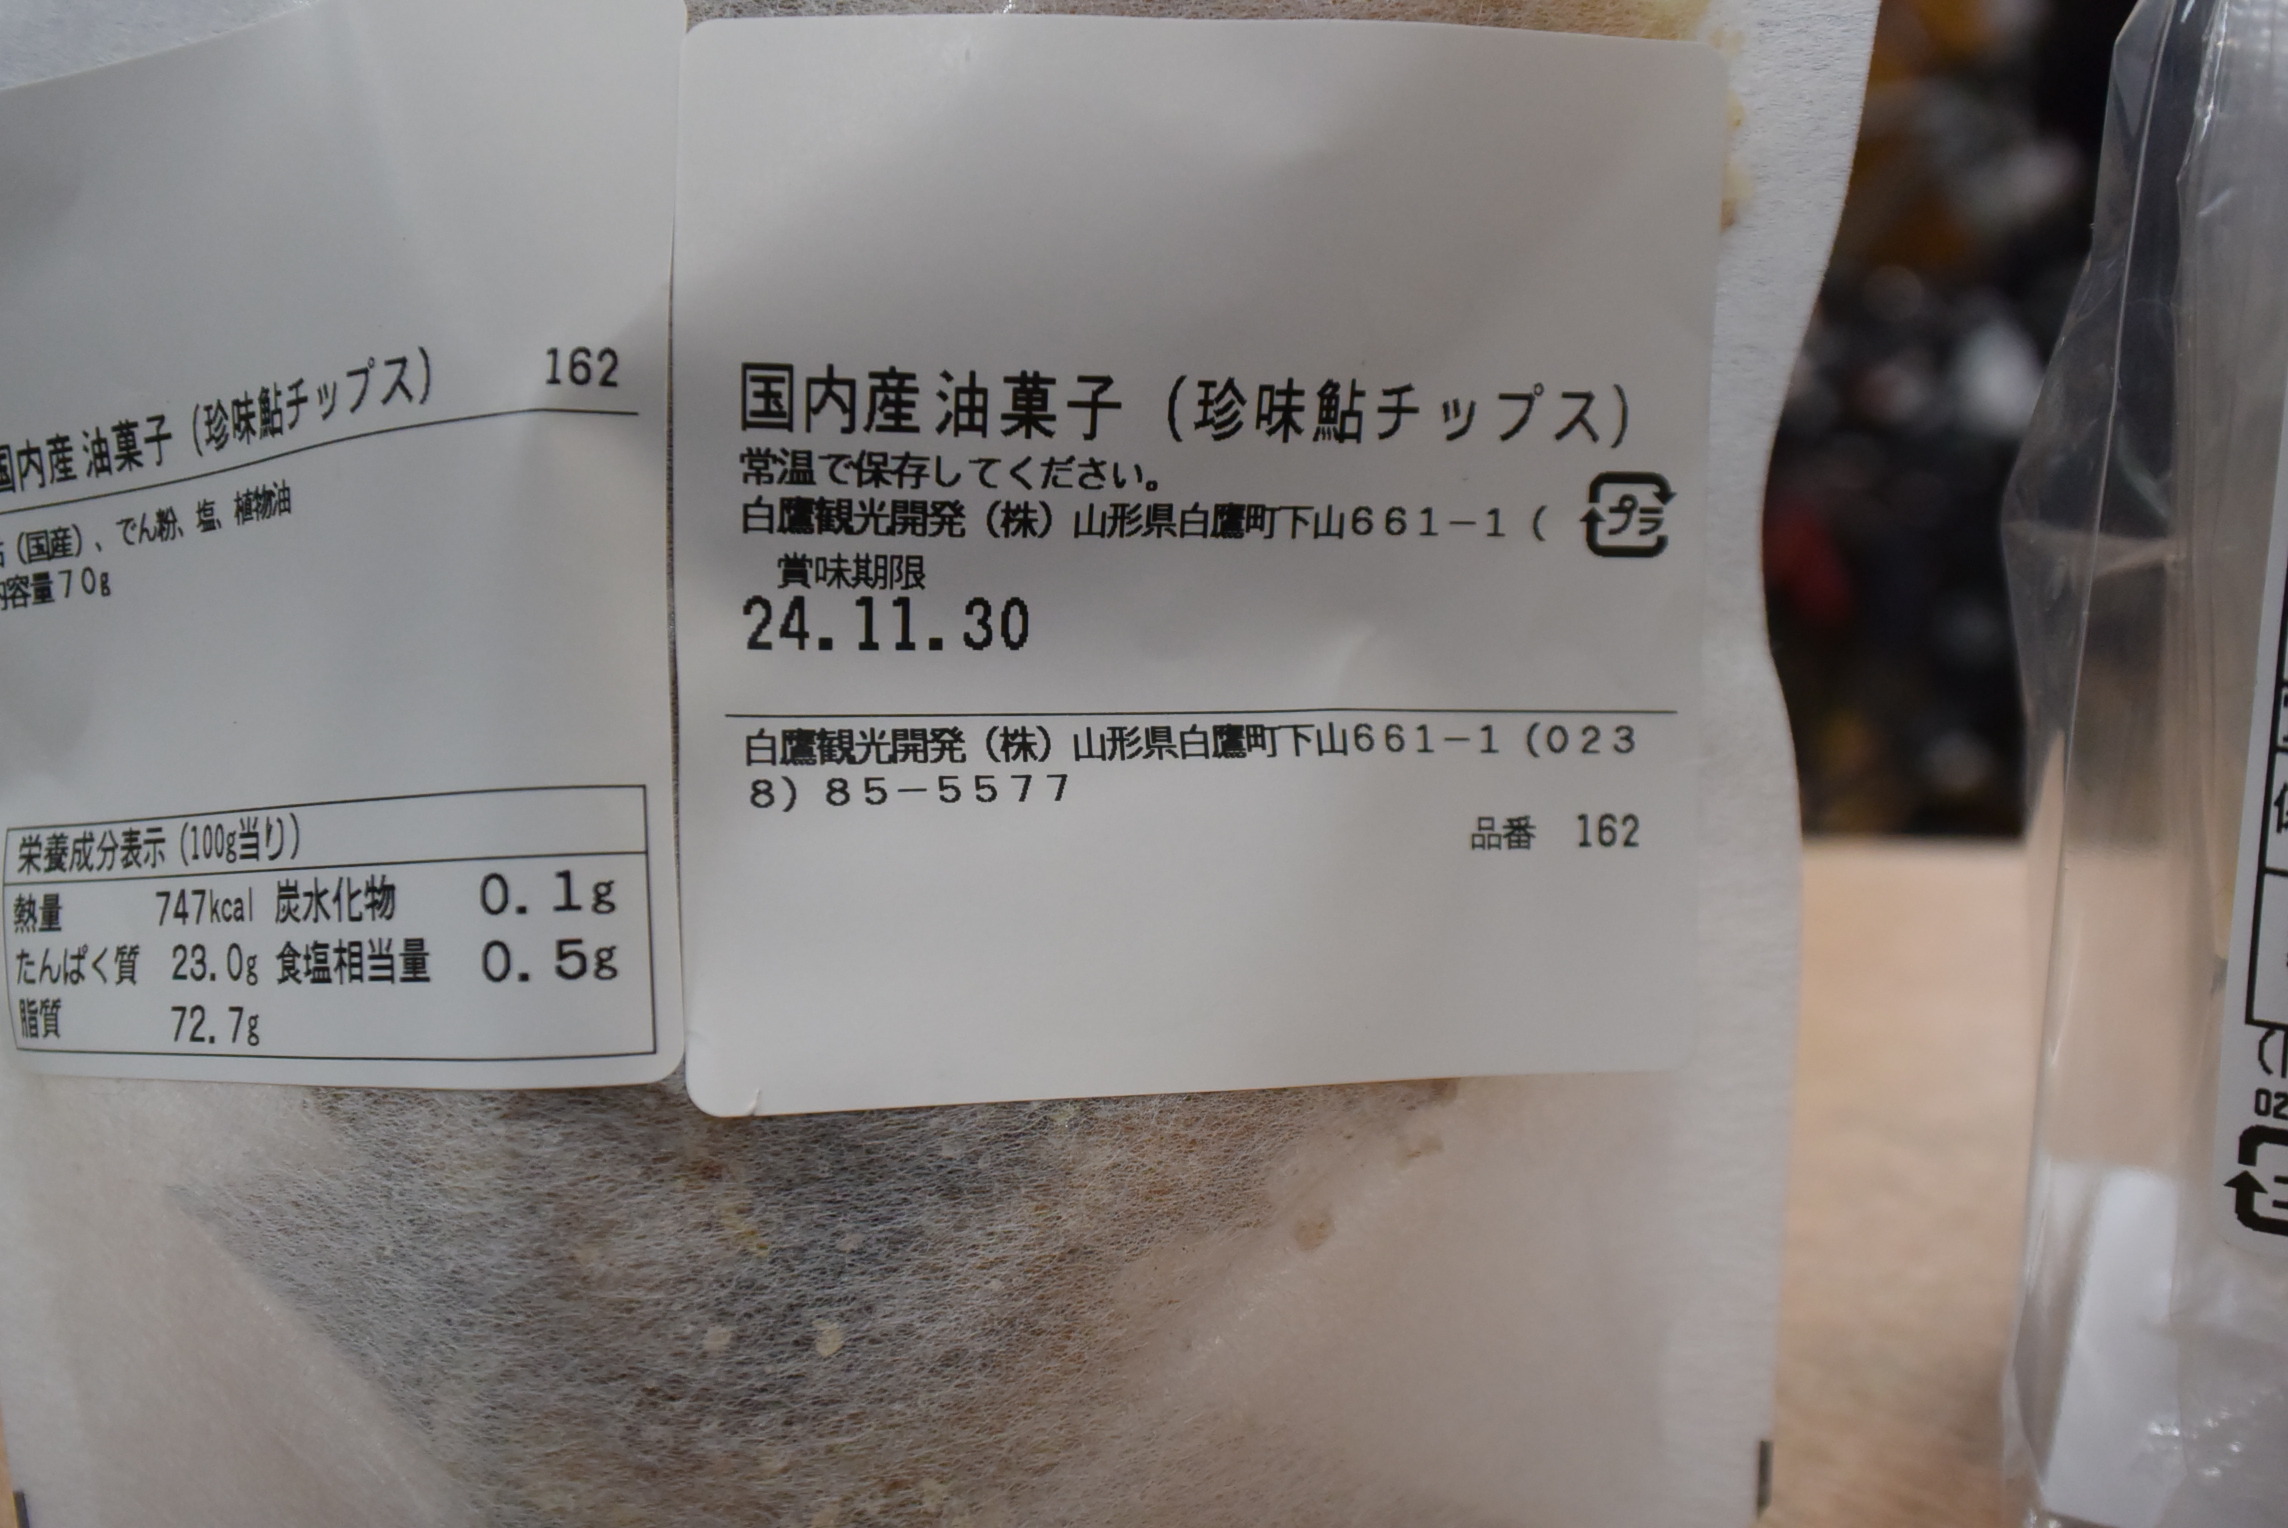 国内産油菓子（珍味鮎チップス） 162
（国産）、でん粉、塩、植物油
内容量70g
栄養成分表示（100g当り）
熱量 747kcal 炭水化物 0.1g
たんぱく質 23.0g 食塩相当量 0.5g
脂質 72.7g
国内産油菓子（珍味鮎チップス）
常温で保存してください。
白鷹観光開発（株）山形県白鷹町下山661－1（
プラ
賞味期限
24.11.30
白鷹観光開発（株）山形県白鷹町下山661－1（023
8）85－5577
品番 162
02